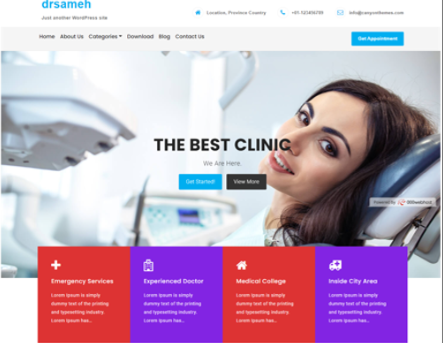 drsameh
Just another WordPress site
Location, Province-Country
+01.123456789
info@canyonthemes.com
Home About Us Categories Download Blog Contact Us
Get Appointment
THE BEST CLINIC
We Are Here.
Get Started!
View More
Powered By
Emergency Services
Lorem Ipsum is simply
dummy text of the printing
and typesetting industry.
Lorem Ipsum has...
Experienced Doctor
Lorem Ipsum is simply
dummy text of the printing
and typesetting industry.
Lorem Ipsum has...
Medical College
Lorem Ipsum is simply
dummy text of the printing
and typesetting industry.
Lorem Ipsum has...
Inside City Area
Lorem Ipsum is simply
dummy text of the printing
and typesetting industry.
Lorem Ipsum has...